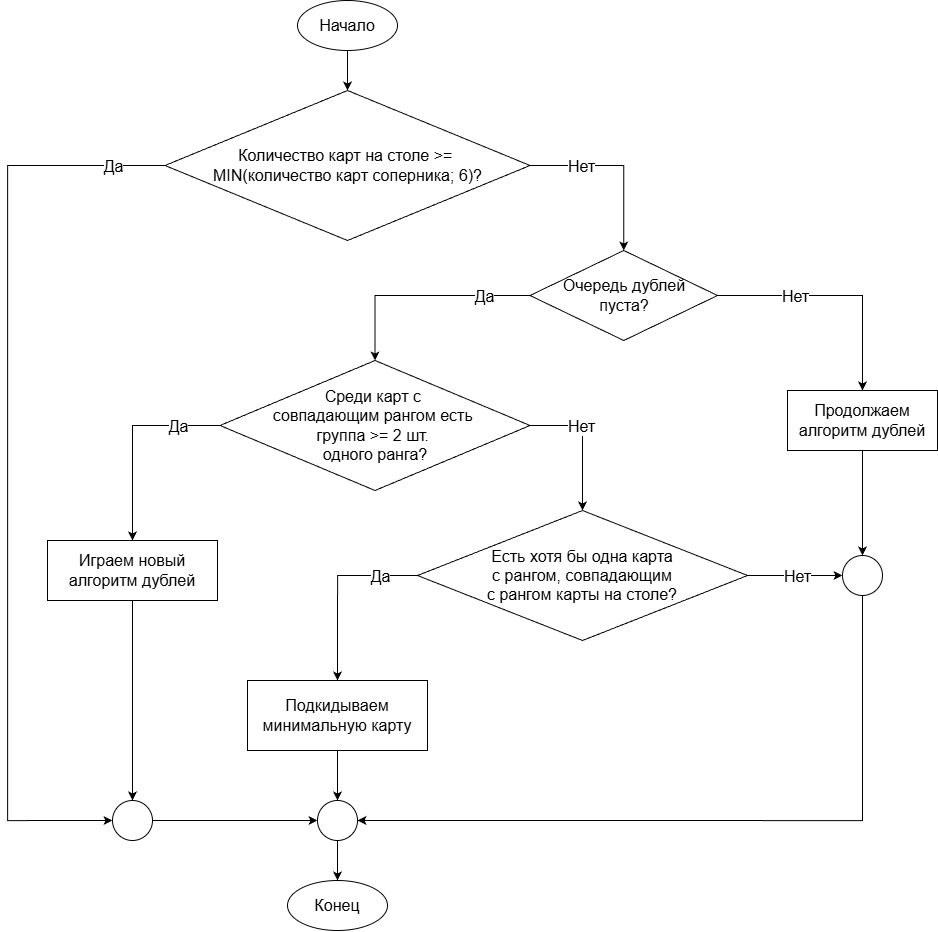 Начало
Количество карт на столе >=
MIN(количество карт соперника; 6)?
Да
Нет
Очередь дублей
пуста?
Да
Нет
Среди карт с
совпадающим рангом есть
группа >= 2 шт.
одного ранга?
Продолжаем
алгоритм дублей
Да
Нет
Играем новый
алгоритм дублей
Есть хотя бы одна карта
с рангом, совпадающим
с рангом карты на столе?
Да
Нет
Подкидываем
минимальную карту
Конец